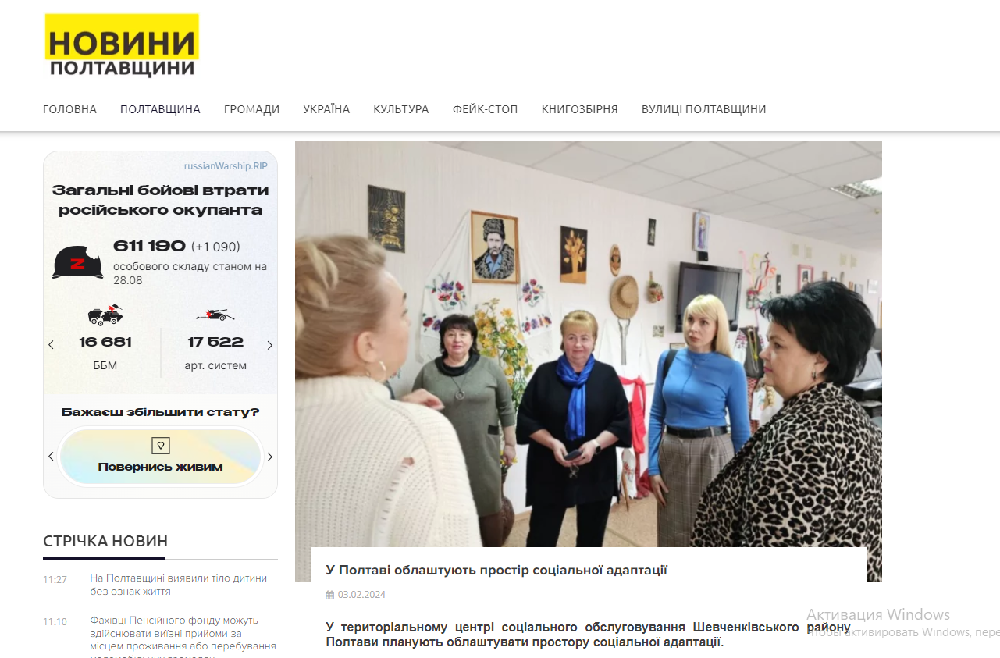 НОВИНИ
ПОЛТАВЩИНИ
ГОЛОВНА ПОЛТАВЩИНА ГРОМАДИ УКРАЇНА КУЛЬТУРА ФЕЙК-СТОП КНИГОЗБІРНЯ ВУЛИЦІ ПОЛТАВЩИНИ
russianWarship.RIP
Загальні бойові втрати
російського окупанта
Z
611 190 (+1 090)
особового складу станом на
28.08
16 681
ББМ
17 522
арт. систем
Бажаєш збільшити стату?
Повернись живим
СТРІЧКА НОВИН
11:27
На Полтавщині виявили тіло дитини
без ознак життя
11:10
Фахівці Пенсійного фонду можуть
здійснювати виїзні прийоми за
місцем проживання або перебування
У Полтаві облаштують простір соціальної адаптації
03.02.2024
У територіальному центрі соціального обслуговування Шевченківського району
Полтави планують облаштувати простору соціальної адаптації.
Активация Windows
Чтобы активировать Windows, пере